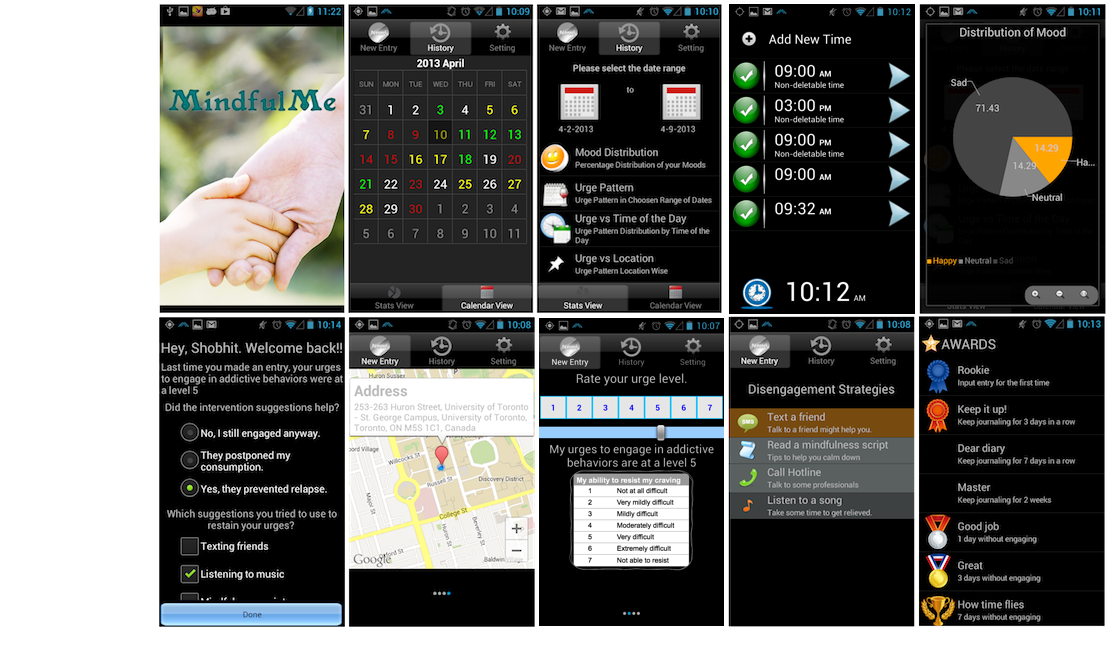 11:22
MindfulMe
10:09
New Entry History Setting
2013 April
SUN MON TUE WED THU FRI SAT
31 1 2 3 4 5 6
7 8 9 10 11 12 13
14 15 16 17 18 19 20
21 22 23 24 25 26 27
28 29 30 1 2 3 4
5 6 7 8 9 10 11
Stats View Calendar View
10:10
New Entry History Setting
Please select the date range
to
4-2-2013 4-9-2013
Mood Distribution
Percentage Distribution of your Moods
Urge Pattern
Urge Pattern in Choosen Range of Dates
Urge vs Time of the Day
Urge Pattern Distribution by Time of the
Day
Urge vs Location
Urge Pattern Location Wise
Stats View Calendar View
10:12
Add New Time
09:00 AM
Non-deletable time
03:00 PM
Non-deletable time
09:00 PM
Non-deletable time
09:00 AM
09:32 AM
10:12 AM
10:11
Distribution of Mood
Sad
71.43
14.29
Ha...
14.29
Neutral
Happy Neutral Sad
10:14
Hey, Shobhit. Welcome back!!
Last time you made an entry, your urges
to engage in addictive behaviors were at
a level 5
Did the intervention suggestions help?
No, I still engaged anyway.
They postponed my
consumption.
Yes, they prevented relapse.
Which suggestions you tried to use to
restain your urges?
Texting friends
Listening to music
Done
10:08
New Entry History Setting
Address
253-263 Huron Street, University of Toronto
- St. George Campus, University of Toronto,
Toronto, ON M5S 1C1, Canada
Willcocks St
Russell St
Discovery District
Major St
College St
Huron St
Beverley St
Google
10:07
New Entry History Setting
Rate your urge level.
1 2 3 4 5 6 7
My urges to engage in addictive
behaviors are at a level 5
My ability to resist my craving
1 Not at all difficult
2 Very mildly difficult
3 Mildly difficult
4 Moderately difficult
5 Very difficult
6 Extremely difficult
7 Not able to resist
10:08
New Entry History Setting
Disengagement Strategies
SMS
Text a friend
Talk to a friend might help you.
Read a mindfulness script
Tips to help you calm down
Call Hotline
Talk to some professionals
Listen to a song
Take some time to get relieved.
10:13
AWARDS
Rookie
Input entry for the first time
Keep it up!
Keep journaling for 3 days in a row
Dear diary
Keep journaling for 7 days in a row
Master
Keep journaling for 2 weeks
Good job
1 day without engaging
Great
3 days without engaging
How time flies
7 days without engaging